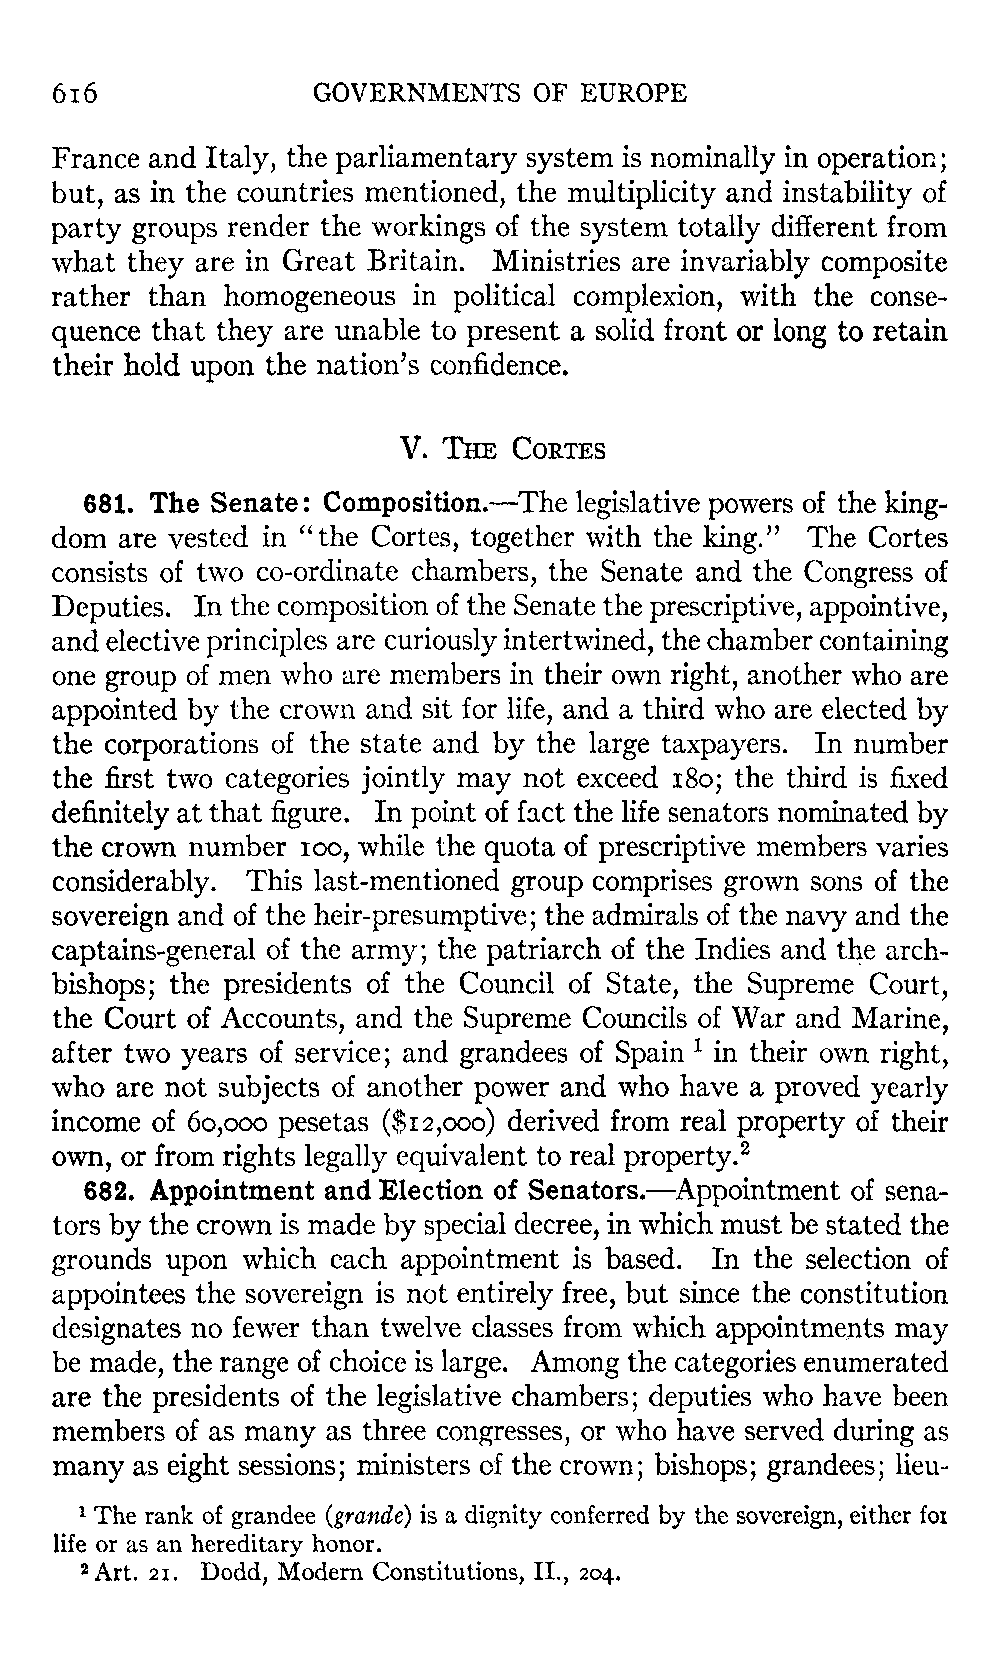 616 GOVERNMENTS OF EUROPE
France and Italy, the parliamentary system is nominally in operation;
but, as in the countries mentioned, the multiplicity and instability of
party groups render the workings of the system totally different from
what they are in Great Britain. Ministries are invariably composite
rather than homogeneous in political complexion, with the conse-
quence that they are unable to present a solid front or long to retain
their hold upon the nation's confidence.
V. THE CORTES
681. The Senate: Composition.—The legislative powers of the king-
dom are vested in "the Cortes, together with the king." The Cortes
consists of two co-ordinate chambers, the Senate and the Congress of
Deputies. In the composition of the Senate the prescriptive, appointive,
and elective principles are curiously intertwined, the chamber containing
one group of men who are members in their own right, another who are
appointed by the crown and sit for life, and a third who are elected by
the corporations of the state and by the large taxpayers. In number
the first two categories jointly may not exceed 180; the third is fixed
definitely at that figure. In point of fact the life senators nominated by
the crown number 100, while the quota of prescriptive members varies
considerably. This last-mentioned group comprises grown sons of the
sovereign and of the heir-presumptive; the admirals of the navy and the
captains-general of the army; the patriarch of the Indies and the arch-
bishops; the presidents of the Council of State, the Supreme Court,
the Court of Accounts, and the Supreme Councils of War and Marine,
after two years of service; and grandees of Spain ¹ in their own right,
who are not subjects of another power and who have a proved yearly
income of 60,000 pesetas ($12,000) derived from real property of their
own, or from rights legally equivalent to real property.²
682. Appointment and Election of Senators.—Appointment of sena-
tors by the crown is made by special decree, in which must be stated the
grounds upon which each appointment is based. In the selection of
appointees the sovereign is not entirely free, but since the constitution
designates no fewer than twelve classes from which appointments may
be made, the range of choice is large. Among the categories enumerated
are the presidents of the legislative chambers; deputies who have been
members of as many as three congresses, or who have served during as
many as eight sessions; ministers of the crown; bishops; grandees; lieu-
¹ The rank of grandee (grande) is a dignity conferred by the sovereign, either for
life or as an hereditary honor.
² Art. 21. Dodd, Modern Constitutions, II., 204.